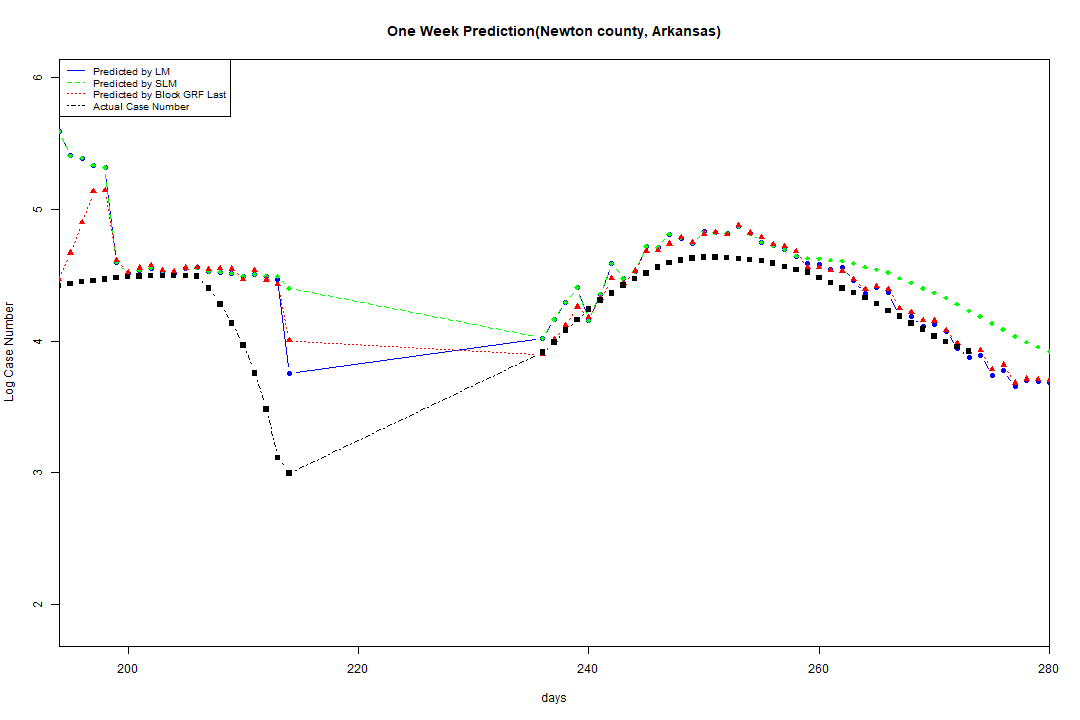 One Week Prediction(Newton county, Arkansas)
Predicted by LM
Predicted by SLM
Predicted by Block GRF Last
Actual Case Number
6
5
4
3
2
Log Case Number
200 220 240 260 280
days